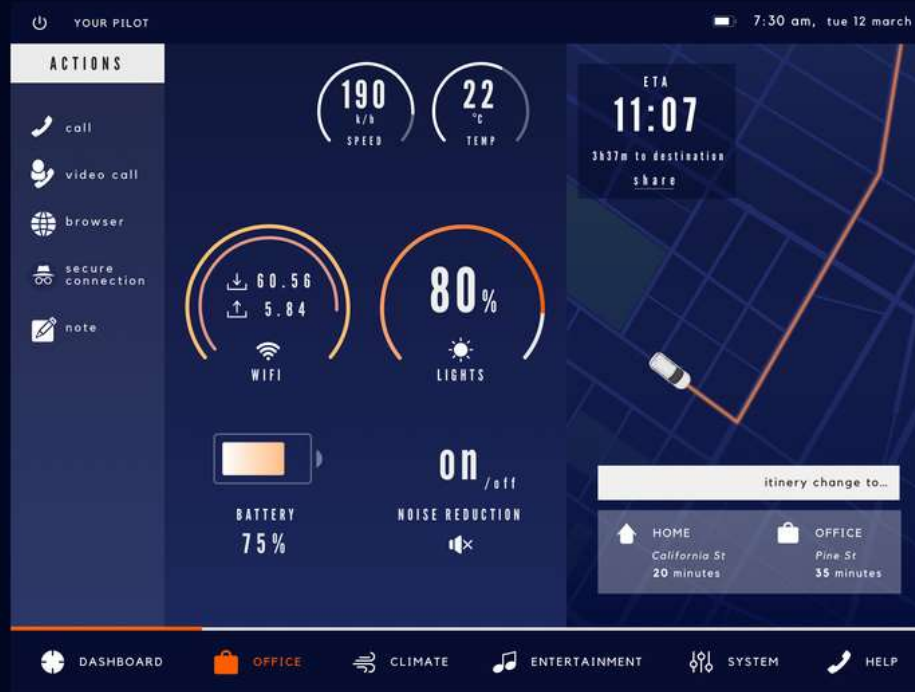 YOUR PILOT
7:30 am, tue 12 march
ACTIONS
call
video call
browser
secure
connection
note
190
k/h
SPEED
22
°C
TEMP
ETA
11:07
3h37m to destination
share
60.56
5.84
WIFI
80%
LIGHTS
BATTERY
75%
on/off
NOISE REDUCTION
itinery change to...
HOME
California St
20 minutes
OFFICE
Pine St
35 minutes
DASHBOARD
OFFICE
CLIMATE
ENTERTAINMENT
SYSTEM
HELP